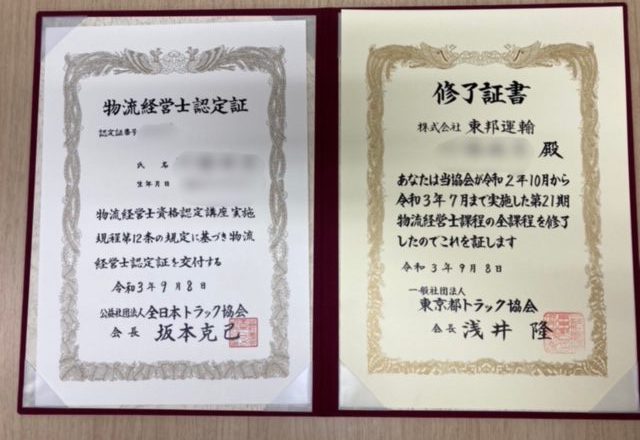 物流経営士認定証
認定証番号
氏名
生年月日
物流経営士資格認定講座実施
規程第12条の規定に基づき物流
経営士認定証を交付する
令和3年9月8日
公益社団法人 全日本トラック協会
会長 坂本克己
修了証書
株式会社 東邦運輸
殿
あなたは当協会が令和2年10月から
令和3年7月まで実施した第21期
物流経営士課程の全課程を修了
したのでこれを証します
令和3年9月8日
一般社団法人
東京都トラック協会
会長 浅井隆